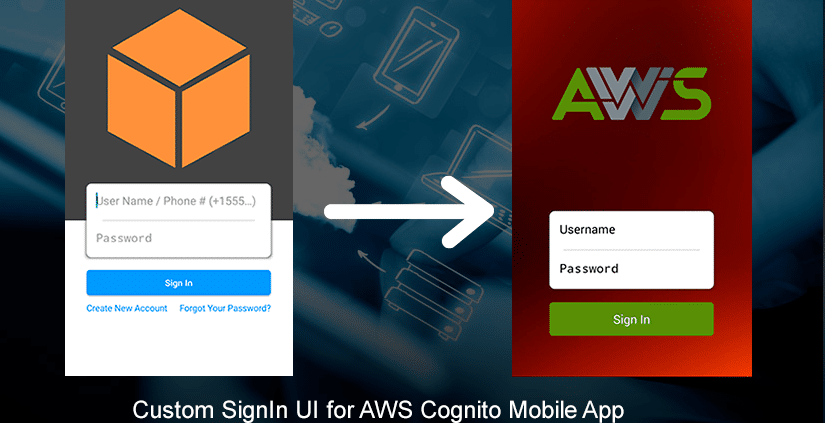 User Name / Phone # (+1555...)
Password
Sign In
Create New Account Forgot Your Password?
AWS
Username
Password
Sign In
Custom SignIn UI for AWS Cognito Mobile App